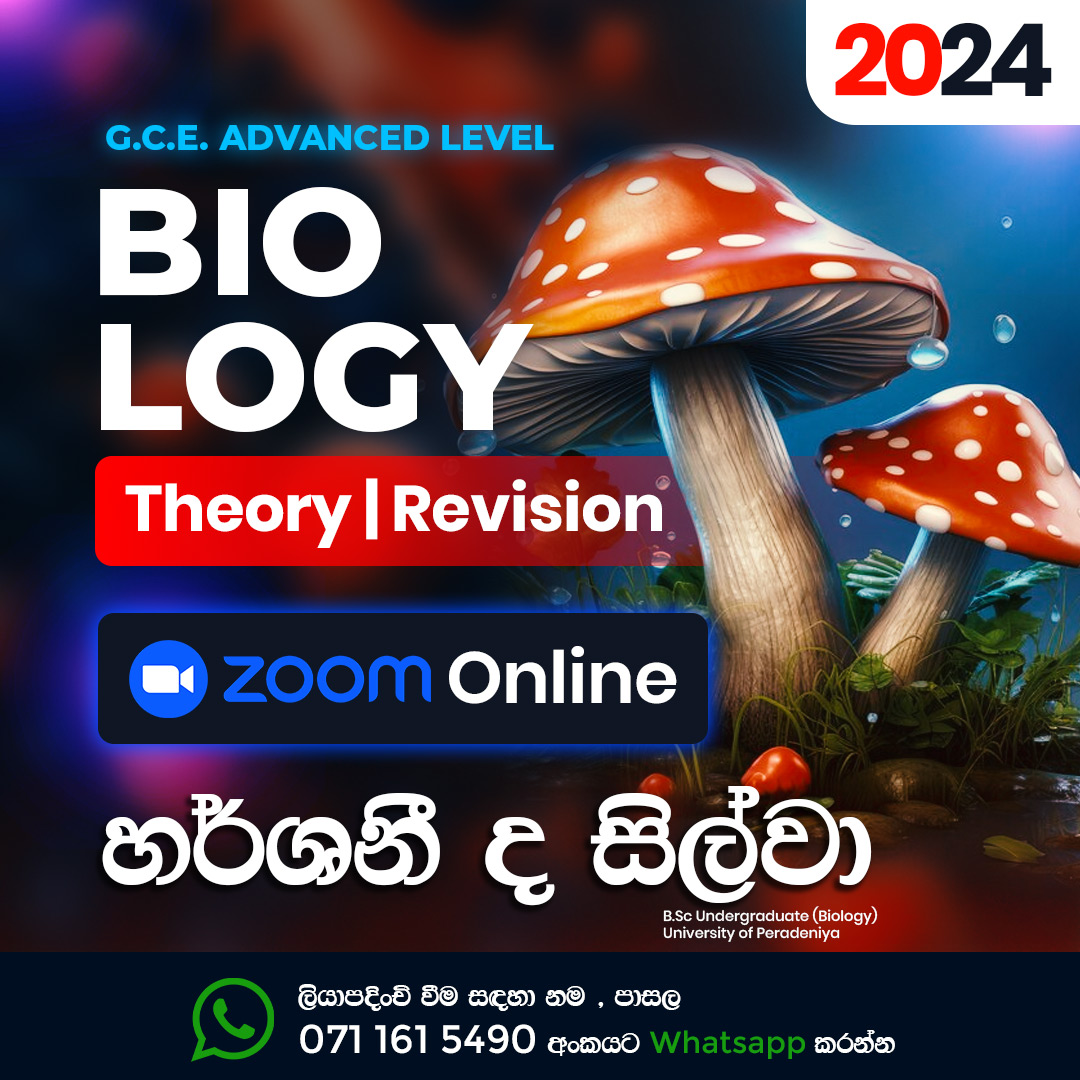 2024
G.C.E. ADVANCED LEVEL
BIO
LOGY
Theory | Revision
zoom Online
හර්ශනී ද සිල්වා
B.Sc Undergraduate (Biology)
University of Peradeniya
ලියාපදිංචි වීම සඳහා නම , පාසල
071 161 5490 අංකයට Whatsapp කරන්න